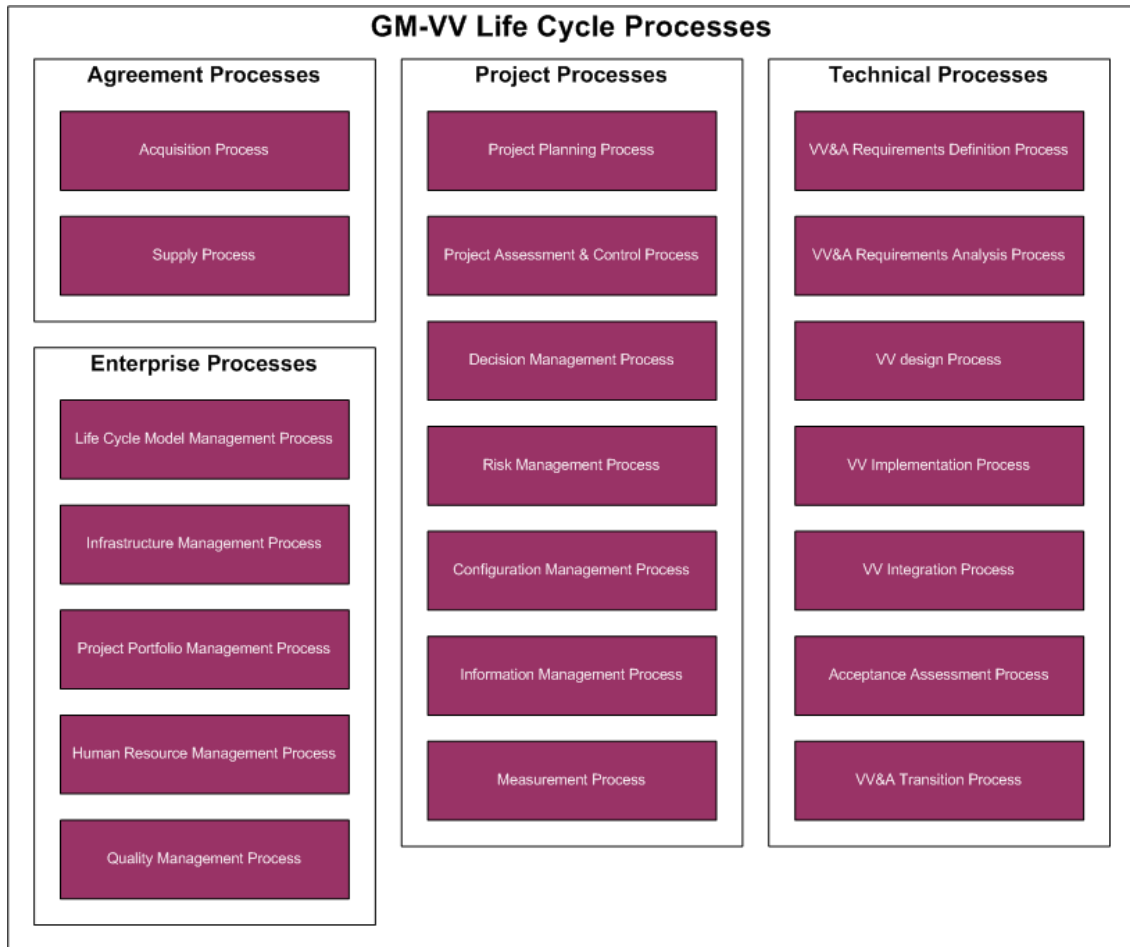 GM-VV Life Cycle Processes
Agreement Processes
Acquisition Process
Supply Process
Enterprise Processes
Life Cycle Model Management Process
Infrastructure Management Process
Project Portfolio Management Process
Human Resource Management Process
Quality Management Process
Project Processes
Project Planning Process
Project Assessment & Control Process
Decision Management Process
Risk Management Process
Configuration Management Process
Information Management Process
Measurement Process
Technical Processes
VV&A Requirements Definition Process
VV&A Requirements Analysis Process
VV design Process
VV Implementation Process
VV Integration Process
Acceptance Assessment Process
VV&A Transition Process